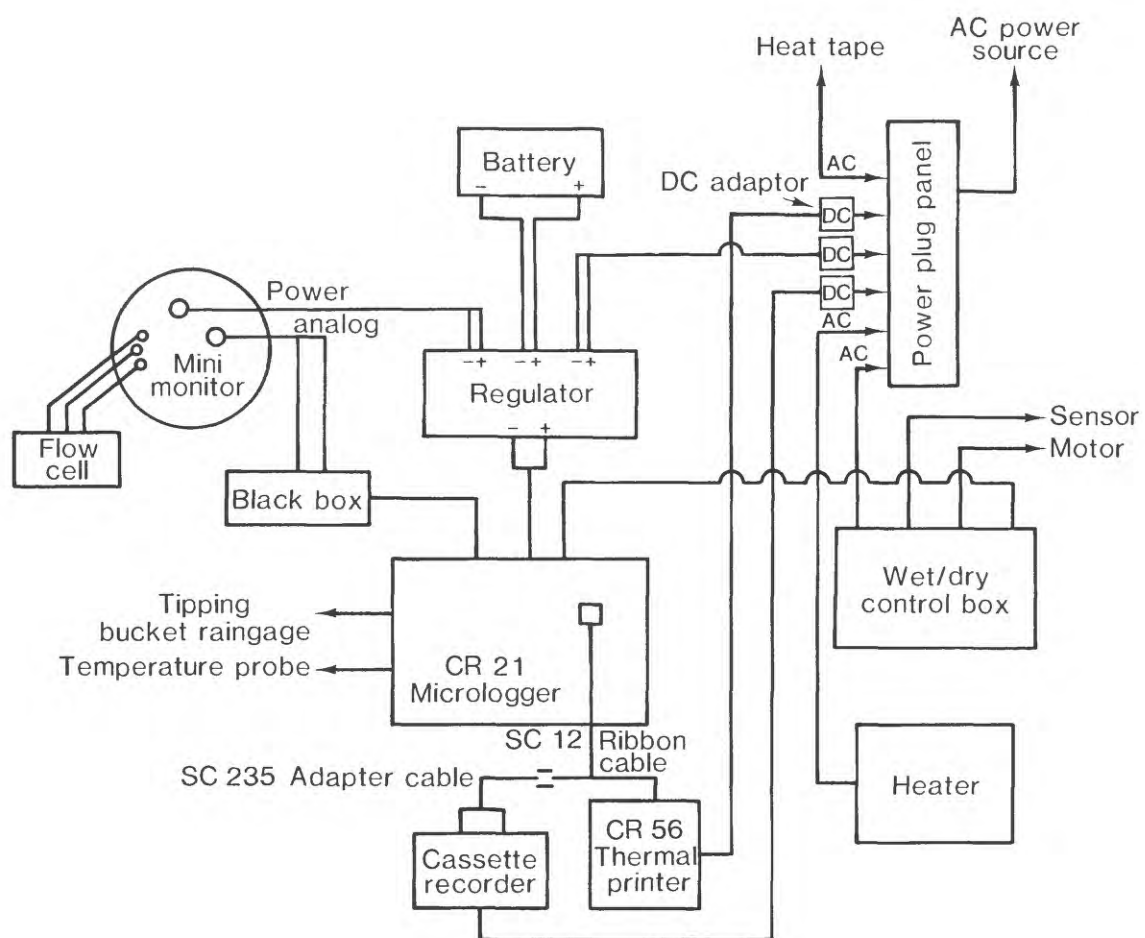 AC power
source
Heat tape
Battery
- +
AC
DC adaptor
DC
DC
DC
AC
AC
Power plug panel
Power
analog
Mini
monitor
-+ -+ -+
Regulator
- +
Flow
cell
Black box
Sensor
Motor
Wet/dry
control box
Tipping
bucket raingage
Temperature probe
CR 21
Micrologger
SC 12 Ribbon
cable
SC 235 Adapter cable
Heater
CR 56
Thermal
printer
Cassette
recorder